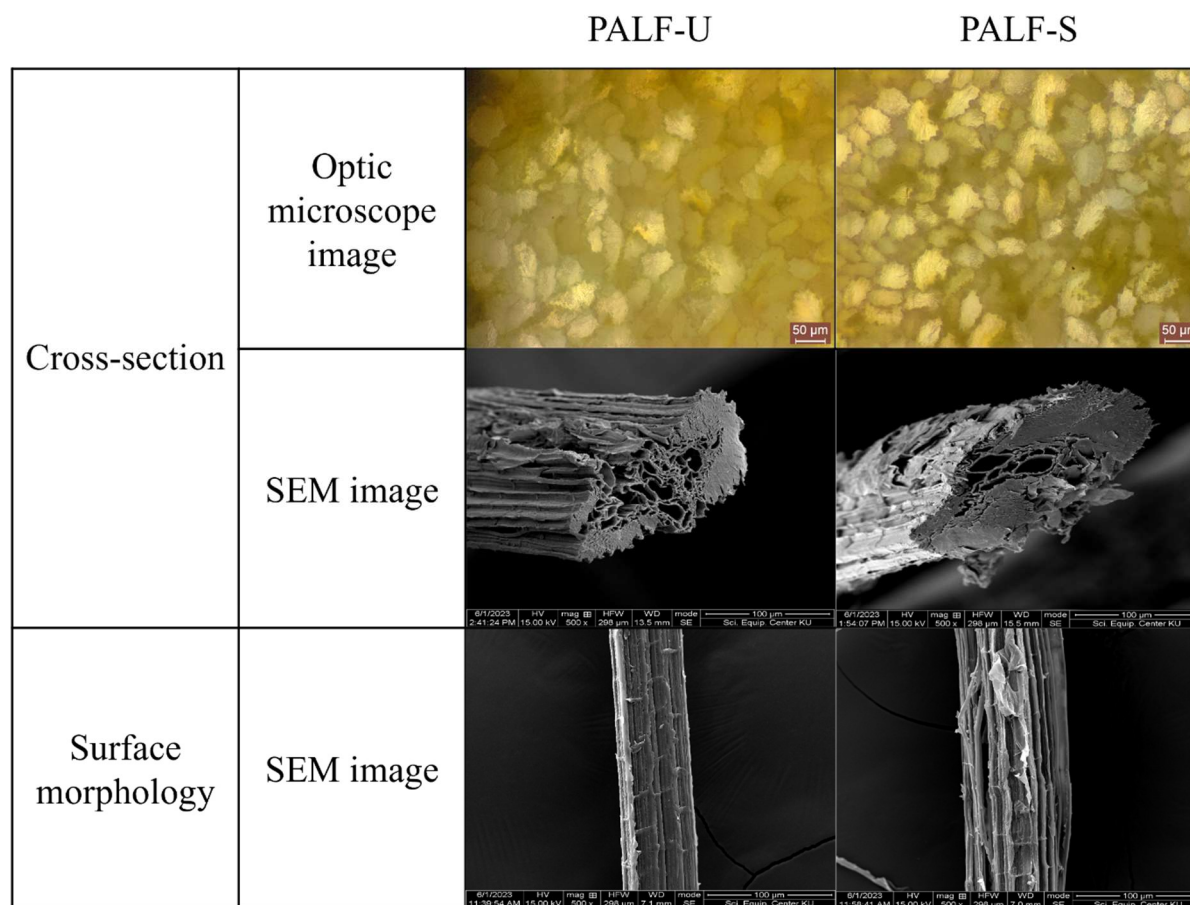 PALF-U
PALF-S
Cross-section
Optic
microscope
image
50 µm
50 µm
SEM image
6/1/2023 HV mag HFW WD mode 100 µm
2:41:24 PM 15.00 kV 500 x 298 µm 13.5 mm SE Sci. Equip. Center KU
6/1/2023 HV mag HFW WD mode 100 µm
1:54:07 PM 15.00 kV 500 x 298 µm 15.5 mm SE Sci. Equip. Center KU
Surface
morphology
SEM image
6/1/2023 HV mag HFW WD mode 100 µm
11:39:54 AM 15.00 kV 500 x 298 µm 7.1 mm SE Sci. Equip. Center KU
6/1/2023 HV mag HFW WD mode 100 µm
11:58:41 AM 15.00 kV 500 x 298 µm 7.0 mm SE Sci. Equip. Center KU